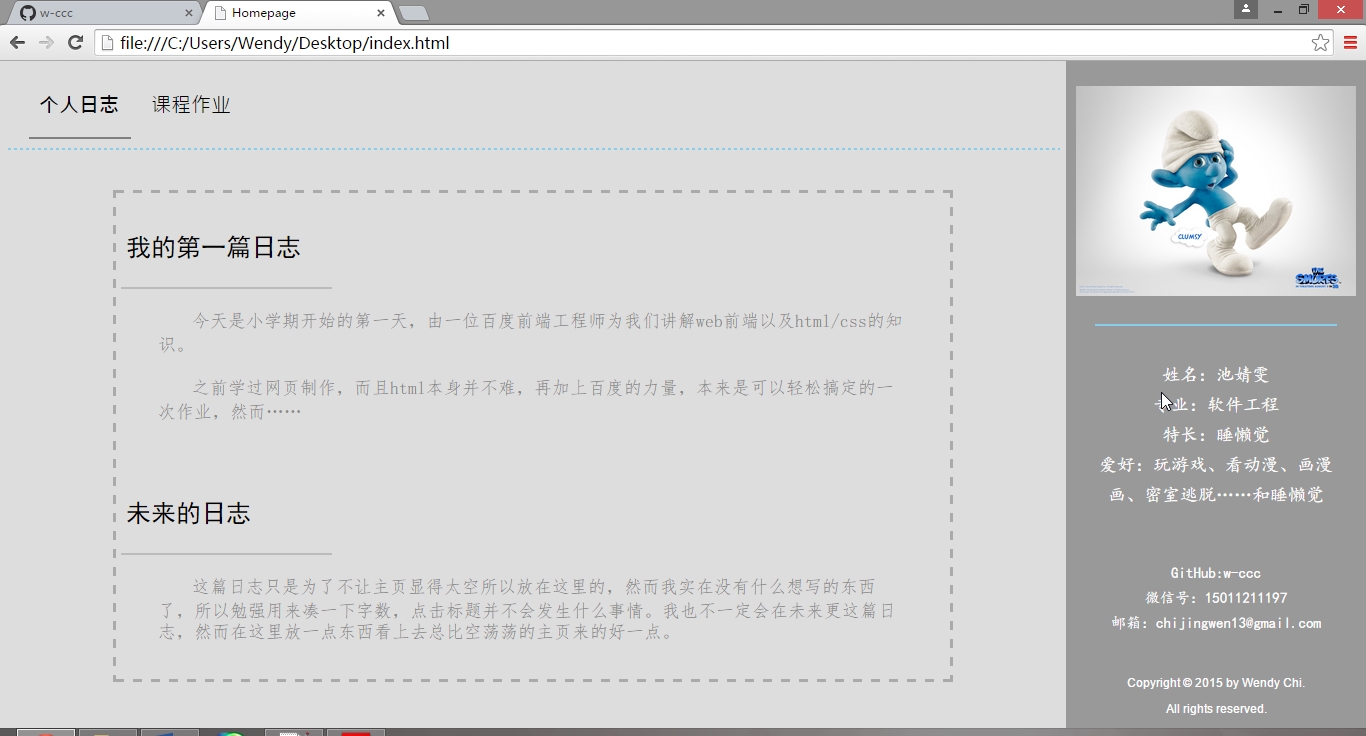 w-ccc
Homepage
file:///C:/Users/Wendy/Desktop/index.html
个人日志
课程作业
我的第一篇日志
今天是小学期开始的第一天，由一位百度前端工程师为我们讲解web前端以及html/css的知
识。
之前学过网页制作，而且html本身并不难，再加上百度的力量，本来是可以轻松搞定的一
次作业，然而……
未来的日志
这篇日志只是为了不让主页显得太空所以放在这里的，然而我实在没有什么想写的东西
了，所以勉强用来凑一下字数，点击标题并不会发生什么事情。我也不一定会在未来更这篇日
志，然而在这里放一点东西看上去总比空荡荡的主页来的好一点。
CLUMSY
THE
SMURFS
姓名：池婧雯
专业：软件工程
特长：睡懒觉
爱好：玩游戏、看动漫、画漫
画、密室逃脱……和睡懒觉
GitHub:w-ccc
微信号：15011211197
邮箱：chijingwen13@gmail.com
Copyright © 2015 by Wendy Chi.
All rights reserved.